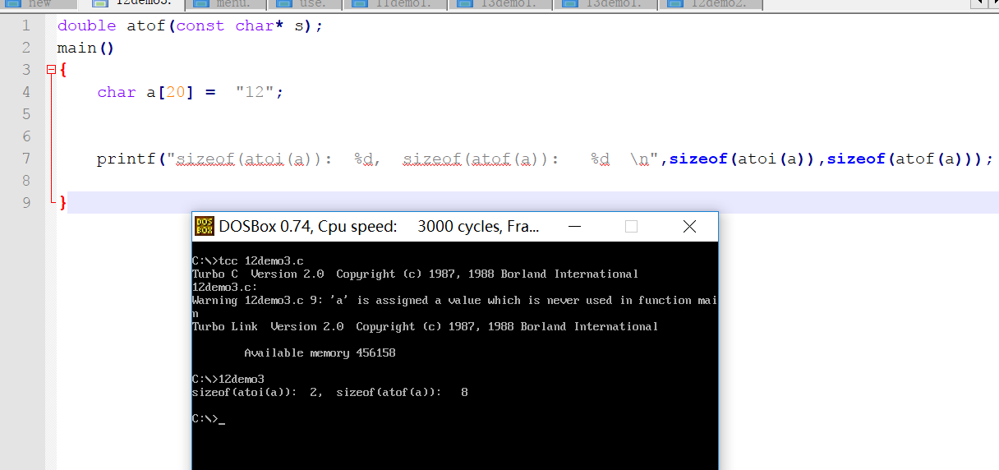 new 12demo3. menu. use. 11demo1. 13demo1. 13demo1. 12demo2.
1 double atof(const char* s);
2 main()
3 {
4 char a[20] = "12";
5
6
7 printf("sizeof(atoi(a)): %d, sizeof(atof(a)): %d \n",sizeof(atoi(a)),sizeof(atof(a)));
8
9 }
DOSBox 0.74, Cpu speed: 3000 cycles, Fra...
C:\>tcc 12demo3.c
Turbo C Version 2.0 Copyright (c) 1987, 1988 Borland International
12demo3.c:
Warning 12demo3.c 9: 'a' is assigned a value which is never used in function mai
n
Turbo Link Version 2.0 Copyright (c) 1987, 1988 Borland International
Available memory 456158
C:\>12demo3
sizeof(atoi(a)): 2, sizeof(atof(a)): 8
C:\>_